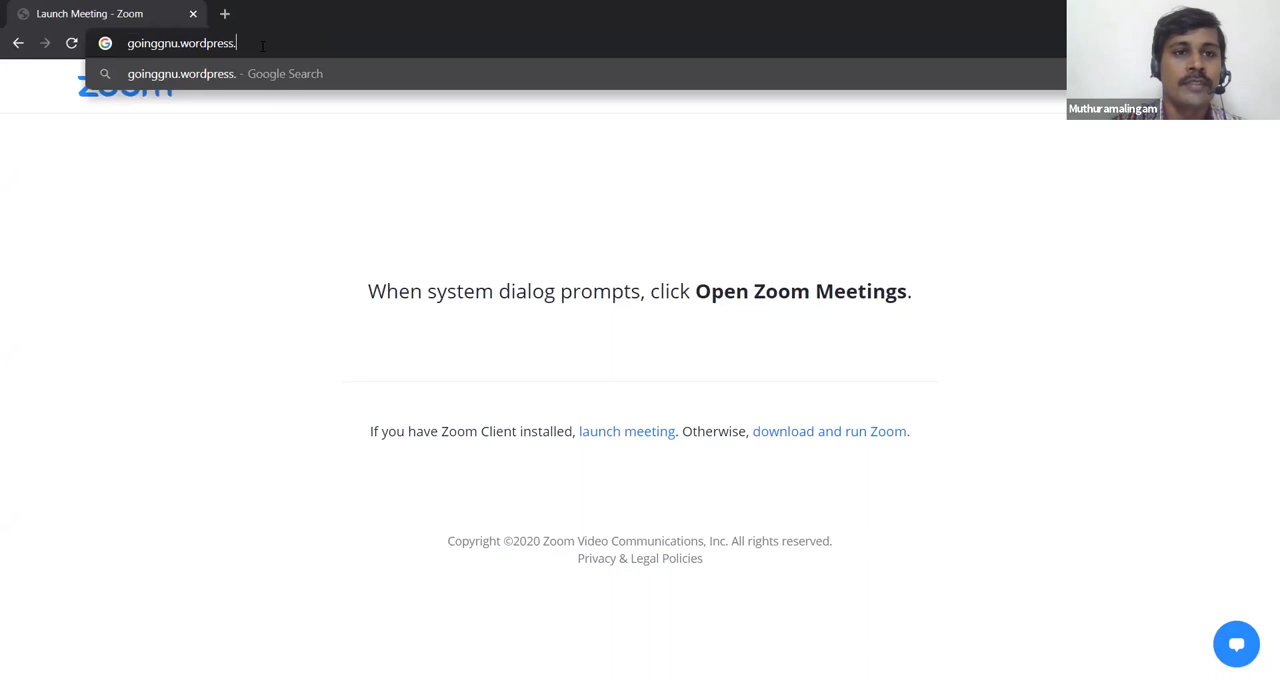 Launch Meeting - Zoom
goinggnu.wordpress.
goinggnu.wordpress. - Google Search
zoom
Muthuramalingam
When system dialog prompts, click Open Zoom Meetings.
If you have Zoom Client installed, launch meeting. Otherwise, download and run Zoom.
Copyright ©2020 Zoom Video Communications, Inc. All rights reserved.
Privacy & Legal Policies